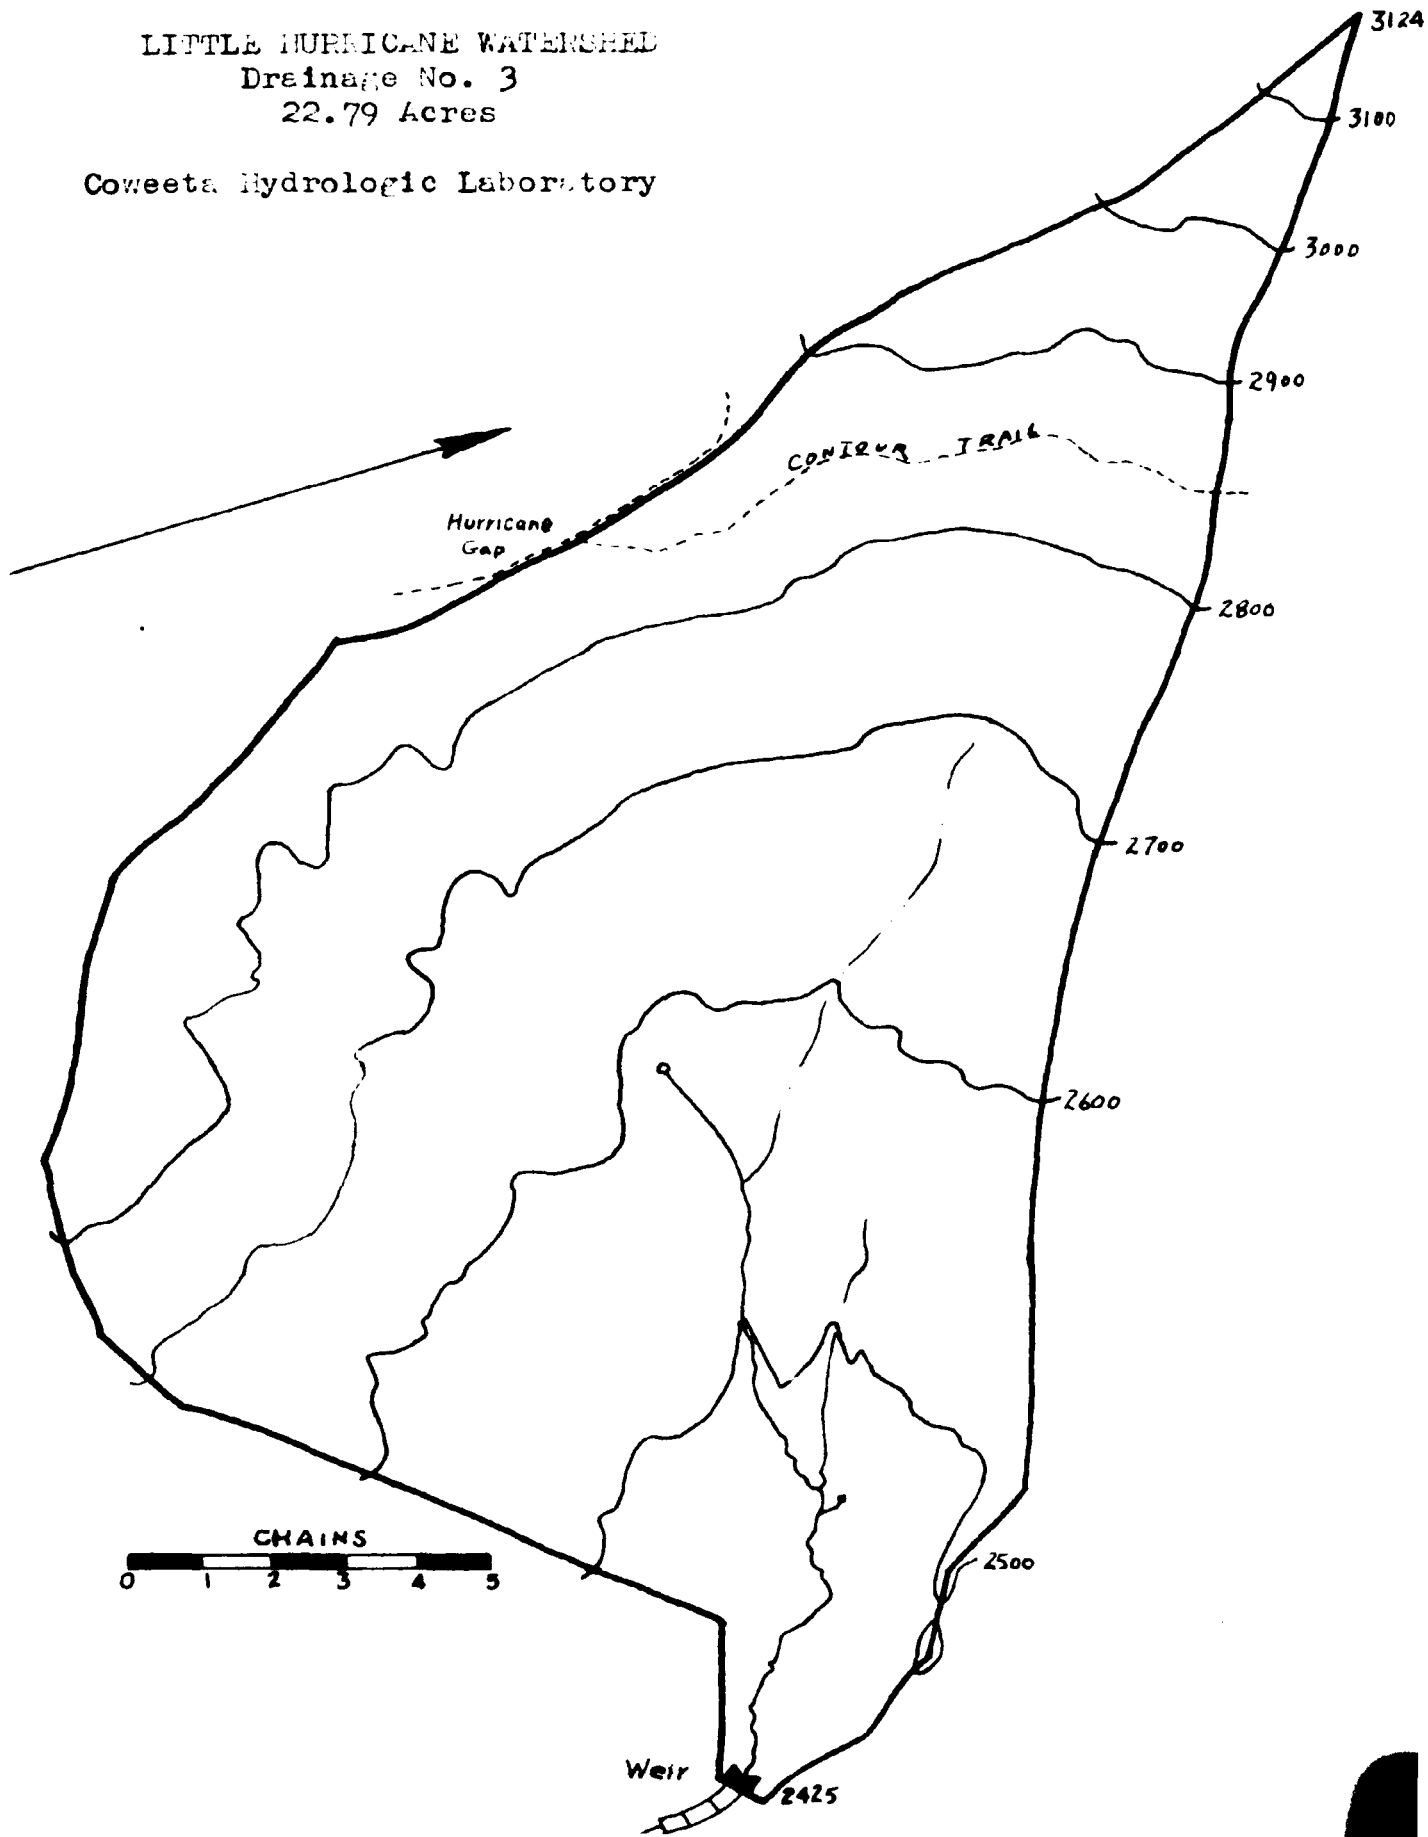 LITTLE HURRICANE WATERSHED
Drainage No. 3
22.79 Acres
Coweeta Hydrologic Laboratory
3124
3100
3000
2900
CONTOUR TRAIL
Hurricane
Gap
2800
2700
2600
CHAINS
0 1 2 3 4 5
2500
Weir
2425